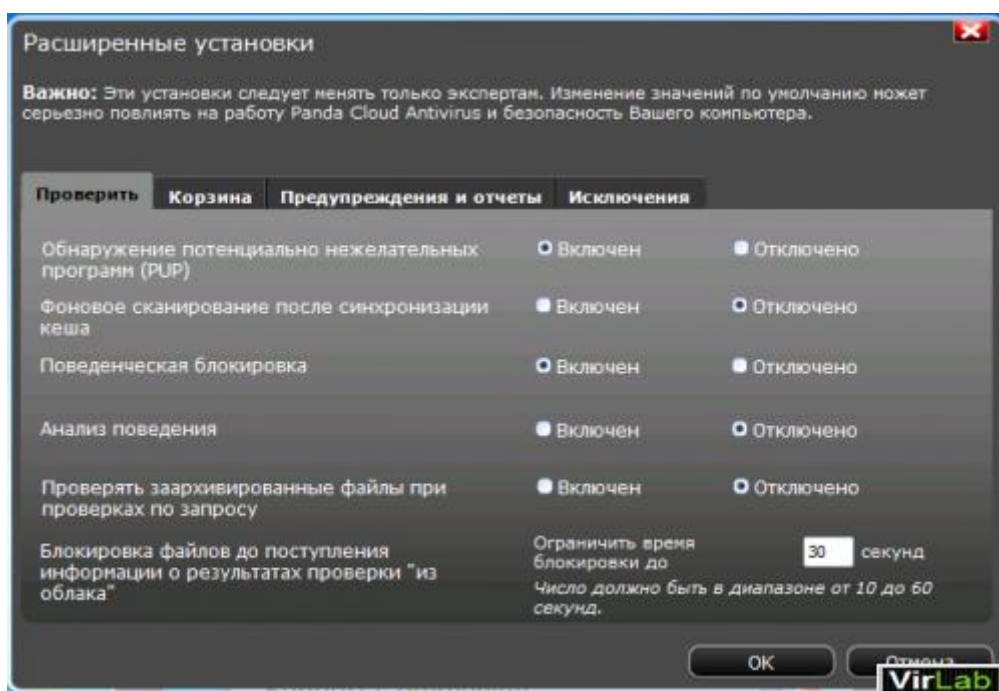 Расширенные установки
Важно: Эти установки следует менять только экспертам. Изменение значений по умолчанию может
серьезно повлиять на работу Panda Cloud Antivirus и безопасность Вашего компьютера.
Проверить Корзина Предупреждения и отчеты Исключения
Обнаружение потенциально нежелательных
программ (PUP)
Включен Отключено
Фоновое сканирование после синхронизации
кеша
Включен Отключено
Поведенческая блокировка Включен Отключено
Анализ поведения Включен Отключено
Проверять заархивированные файлы при
проверках по запросу
Включен Отключено
Блокировка файлов до поступления
информации о результатах проверки "из
облака"
Ограничить время
блокировки до
30 секунд
Число должно быть в диапазоне от 10 до 60
секунд.
OK
VirLab